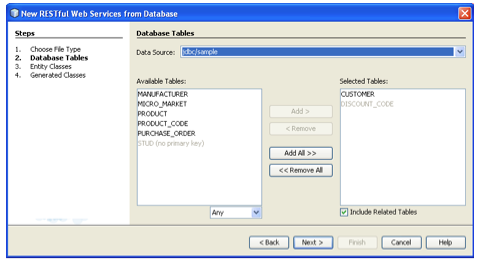 New RESTful Web Services from Database
Steps
1. Choose File Type
2. Database Tables
3. Entity Classes
4. Generated Classes
Database Tables
Data Source: jdbc/sample
Available Tables:
MANUFACTURER
MICRO_MARKET
PRODUCT
PRODUCT_CODE
PURCHASE_ORDER
STUD (no primary key)
Any
Add >
< Remove
Add All >>
<< Remove All
Selected Tables:
CUSTOMER
DISCOUNT_CODE
Include Related Tables
< Back
Next >
Finish
Cancel
Help